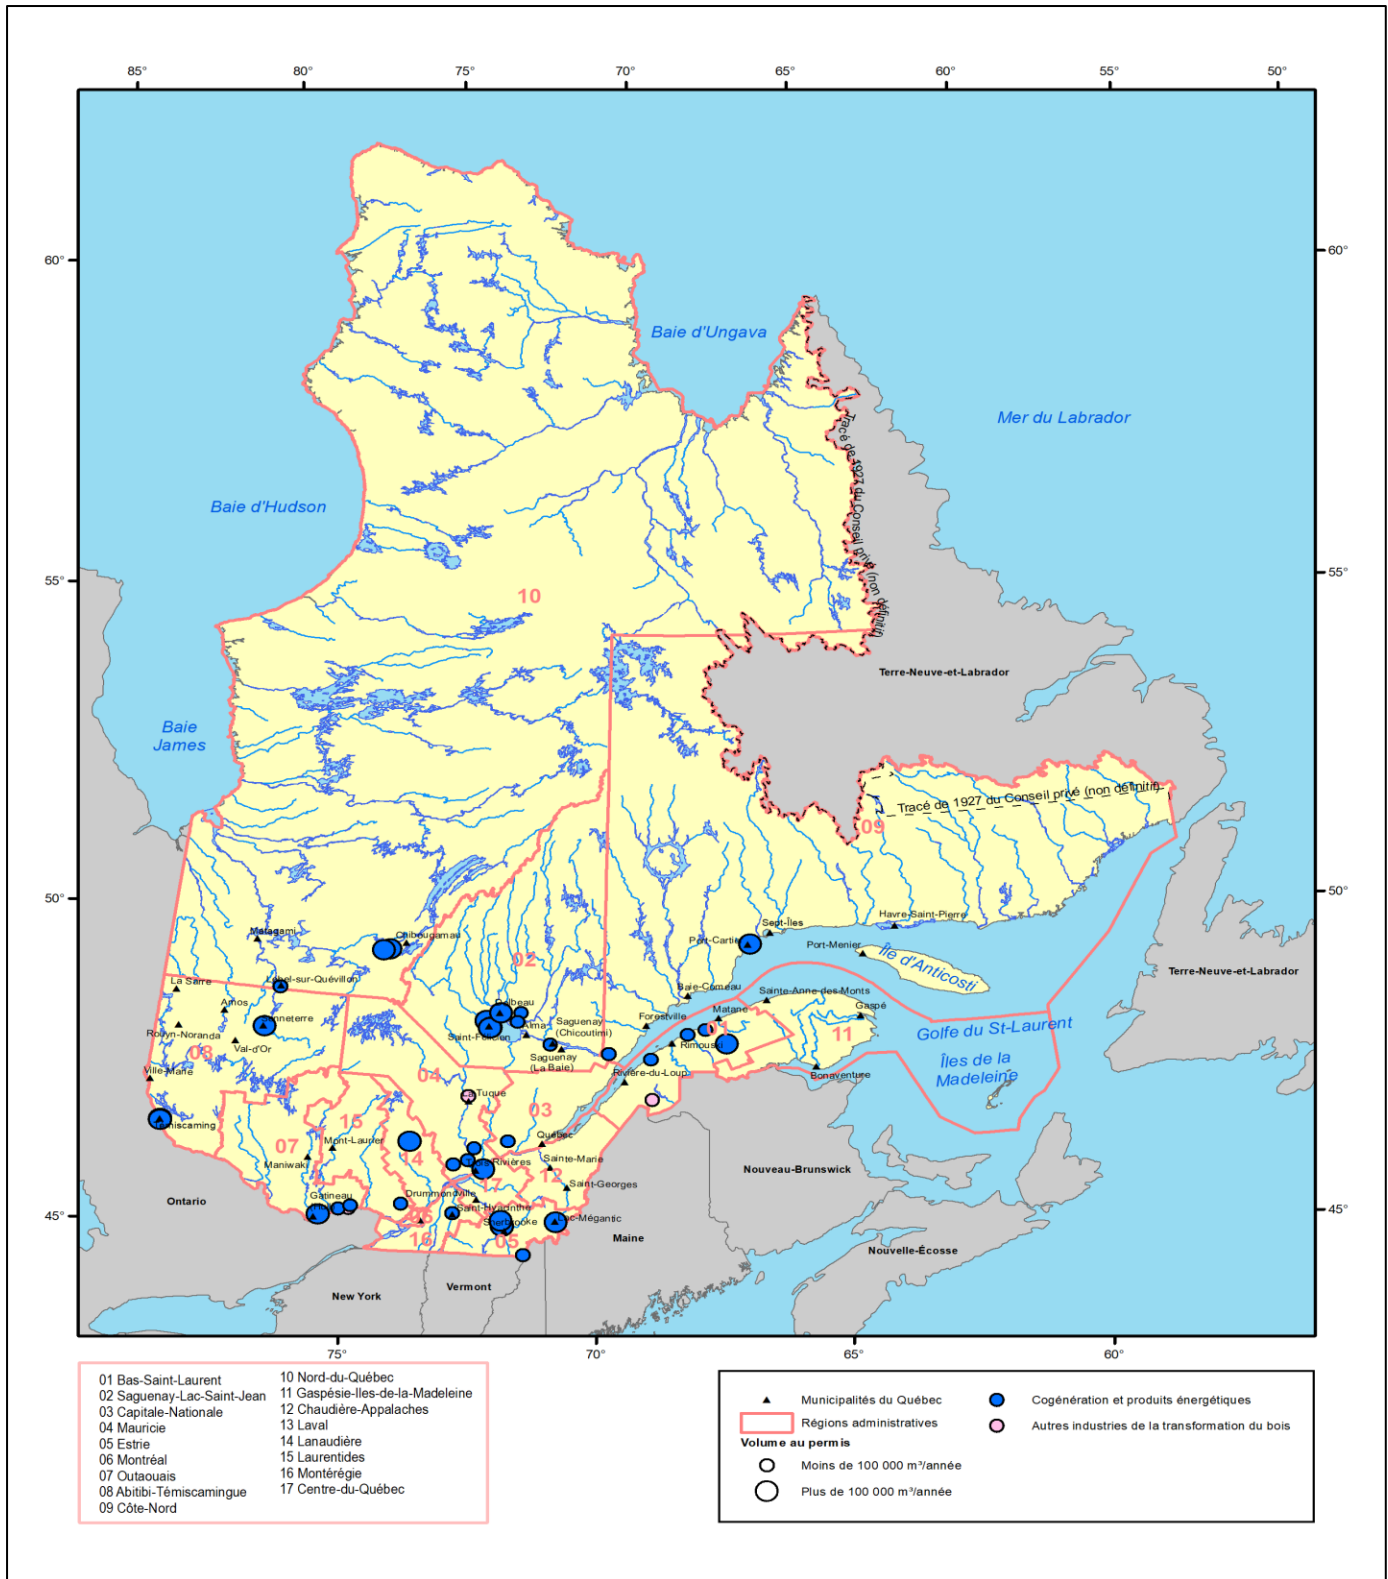 85° 80° 75° 70° 65° 60° 55° 50°
60° 60°
Baie d'Ungava
Mer du Labrador
Tracé de 1927 du Conseil privé (non définitif)
Baie d'Hudson
55° 55°
10
Terre-Neuve-et-Labrador
Baie
James
Tracé de 1927 du Conseil privé (non définitif)
09
50° 50°
Matagami
Chibougamau
Sept-Îles
Havre-Saint-Pierre
Port-Cartier
Port-Menier
Île d'Anticosti
02
Terre-Neuve-et-Labrador
La Sarre
Lebel-sur-Quévillon
Baie-Comeau
Sainte-Anne-des-Monts
Amos
Dolbeau
Matane
Gaspé
Rouyn-Noranda
Senneterre
Alma
Saguenay
(Chicoutimi)
Forestville
01
11
Golfe du St-Laurent
Val-d'Or
Saint-Félicien
Rimouski
08
Saguenay
(La Baie)
Îles de la
Madeleine
Ville-Marie
04
Rivière-du-Loup
Bonaventure
La Tuque
03
Témiscaming
15
07
Mont-Laurier
Québec
Maniwaki
14
Trois-Rivières
Sainte-Marie
Nouveau-Brunswick
17
12
Saint-Georges
Ontario
Gatineau
Drummondville
Hull
Saint-Hyacinthe
Sherbrooke
Lac-Mégantic
45° 45°
16
05
Maine
Nouvelle-Écosse
Vermont
New York
75° 70° 65° 60°
01 Bas-Saint-Laurent
02 Saguenay-Lac-Saint-Jean
03 Capitale-Nationale
04 Mauricie
05 Estrie
06 Montréal
07 Outaouais
08 Abitibi-Témiscamingue
09 Côte-Nord
10 Nord-du-Québec
11 Gaspésie-Iles-de-la-Madeleine
12 Chaudière-Appalaches
13 Laval
14 Lanaudière
15 Laurentides
16 Montérégie
17 Centre-du-Québec
Municipalités du Québec
Régions administratives
Volume au permis
Moins de 100 000 m³/année
Plus de 100 000 m³/année
Cogénération et produits énergétiques
Autres industries de la transformation du bois